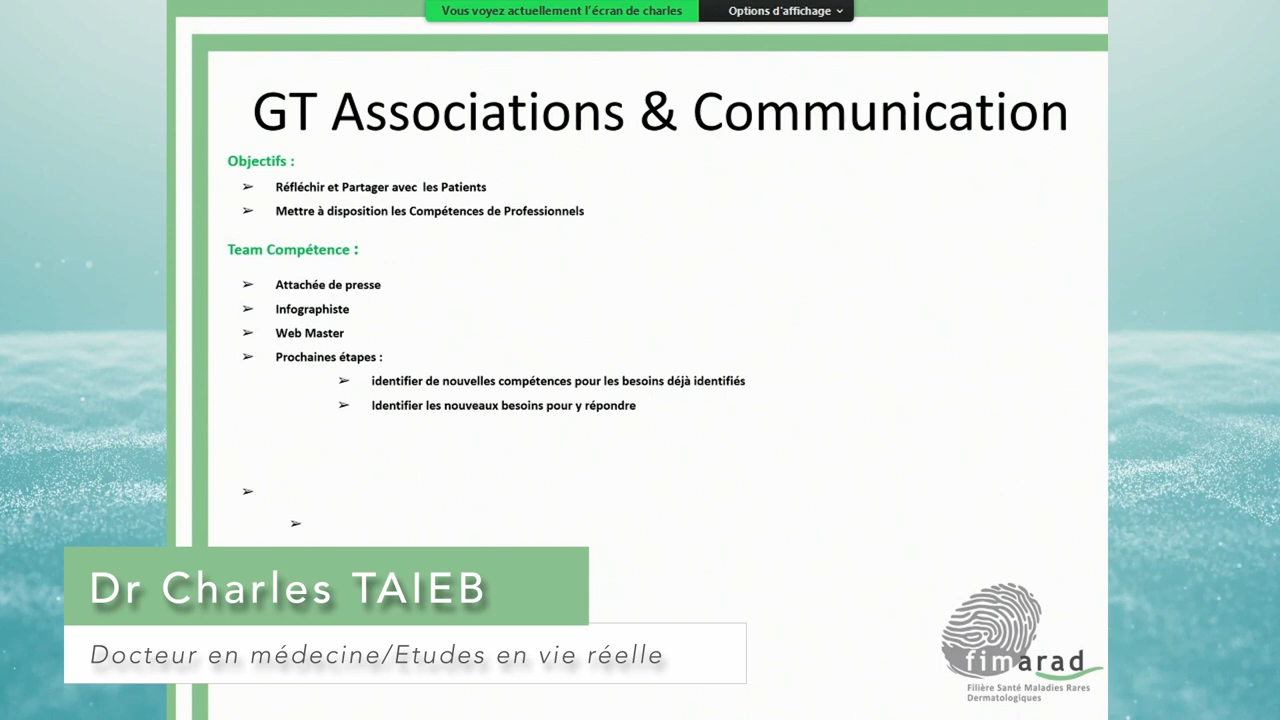 Vous voyez actuellement l'écran de charles
Options d'affichage
GT Associations & Communication
Objectifs :
➢ Réfléchir et Partager avec les Patients
➢ Mettre à disposition les Compétences de Professionnels
Team Compétence :
➢ Attachée de presse
➢ Infographiste
➢ Web Master
➢ Prochaines étapes :
➢ identifier de nouvelles compétences pour les besoins déjà identifiés
➢ Identifier les nouveaux besoins pour y répondre
➢
➢
Dr Charles TAIEB
Docteur en médecine/Etudes en vie réelle
fimarad
Filière Santé Maladies Rares
Dermatologiques